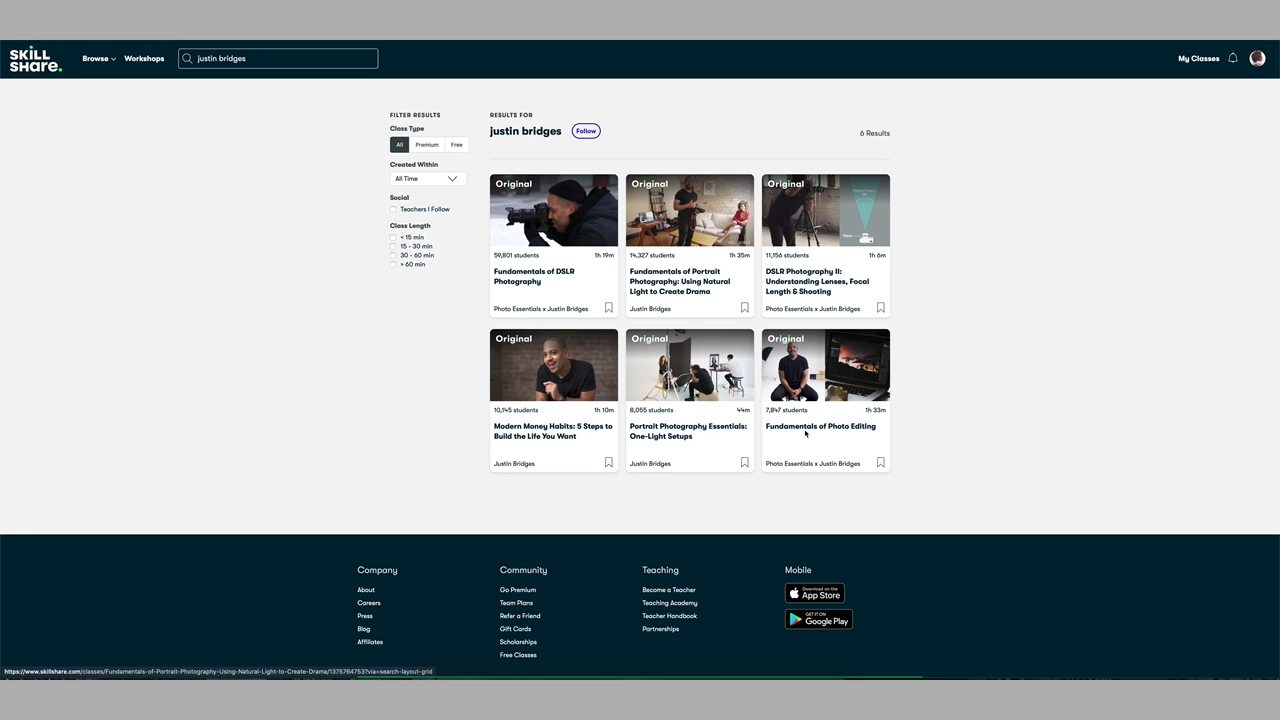 SKiLL
SHare.
Browse
Workshops
justin bridges
My Classes
FILTER RESULTS
Class Type
All
Premium
Free
Created Within
All Time
Social
Teachers I Follow
Class Length
< 15 min
15 - 30 min
30 - 60 min
> 60 min
RESULTS FOR
justin bridges
Follow
6 Results
Original
59,801 students
1h 19m
Fundamentals of DSLR
Photography
Photo Essentials x Justin Bridges
Original
14,327 students
1h 35m
Fundamentals of Portrait
Photography: Using Natural
Light to Create Drama
Justin Bridges
Original
11,156 students
1h 6m
DSLR Photography II:
Understanding Lenses, Focal
Length & Shooting
Photo Essentials x Justin Bridges
Original
10,145 students
1h 10m
Modern Money Habits: 5 Steps to
Build the Life You Want
Justin Bridges
Original
8,055 students
44m
Portrait Photography Essentials:
One-Light Setups
Justin Bridges
Original
7,847 students
1h 33m
Fundamentals of Photo Editing
Photo Essentials x Justin Bridges
Company
About
Careers
Press
Blog
Affiliates
Community
Go Premium
Team Plans
Refer a Friend
Gift Cards
Scholarships
Free Classes
Teaching
Become a Teacher
Teaching Academy
Teacher Handbook
Partnerships
Mobile
Download on the
App Store
GET IT ON
Google Play
https://www.skillshare.com/classes/Fundamentals-of-Portrait-Photography-Using-Natural-Light-to-Create-Drama/1375764753?via=search-layout-grid